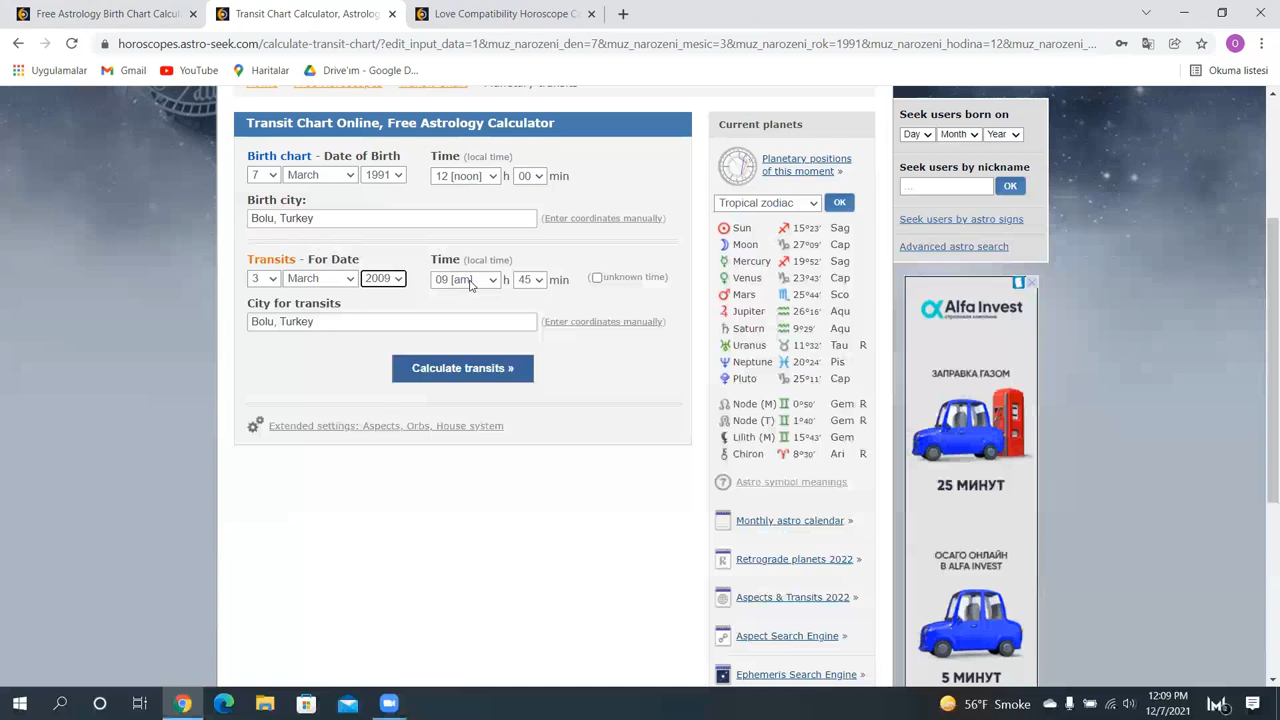 Free Astrology Birth Chart Calcul
Transit Chart Calculator, Astrolog
Love Compatibility Horoscope C
horoscopes.astro-seek.com/calculate-transit-chart/?edit_input_data=1&muz_narozeni_den=7&muz_narozeni_mesic=3&muz_narozeni_rok=1991&muz_narozeni_hodina=12&muz_narozeni_...
O
Uygulamalar
Gmail
YouTube
Haritalar
Drive'ım - Google D...
Okuma listesi
Transit Chart Online, Free Astrology Calculator
Birth chart - Date of Birth
Time (local time)
7 March 1991
12 [noon] h 00 min
Birth city:
Bolu, Turkey
(Enter coordinates manually)
Transits - For Date
Time (local time)
3 March 2009
09 [am] h 45 min
(unknown time)
City for transits
Bolu, Turkey
(Enter coordinates manually)
Calculate transits »
Extended settings: Aspects, Orbs, House system
Current planets
Planetary positions
of this moment »
Tropical zodiac OK
Sun ♐ 15°23' Sag
Moon ♑ 27°09' Cap
Mercury ♐ 19°52' Sag
Venus ♑ 23°43' Cap
Mars ♏ 25°44' Sco
Jupiter ♒ 26°16' Aqu
Saturn ♒ 9°29' Aqu
Uranus ♉ 11°32' Tau R
Neptune ♓ 20°24' Pis
Pluto ♑ 25°11' Cap
Node (M) ♊ 0°50' Gem R
Node (T) ♊ 1°40' Gem R
Lilith (M) ♊ 15°43' Gem
Chiron ♈ 8°30' Ari R
? Astro symbol meanings
Monthly astro calendar »
Retrograde planets 2022 »
Aspects & Transits 2022 »
Aspect Search Engine »
Ephemeris Search Engine »
Seek users born on
Day Month Year
Seek users by nickname
... OK
Seek users by astro signs
Advanced astro search
Alfa Invest
ЗАПРАВКА ГАЗОМ
25 МИНУТ
ОСАГО ОНЛАЙН
В ALFA INVEST
5 МИНУТ
56°F Smoke
12:09 PM
12/7/2021